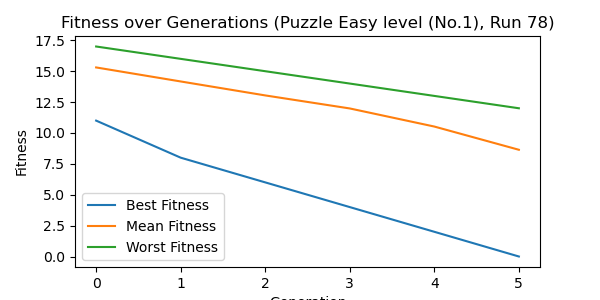 Fitness over Generations (Puzzle Easy level (No.1), Run 78)
17.5
15.0
12.5
10.0
7.5
5.0
2.5
0.0
Fitness
Best Fitness
Mean Fitness
Worst Fitness
0 1 2 3 4 5
Generation